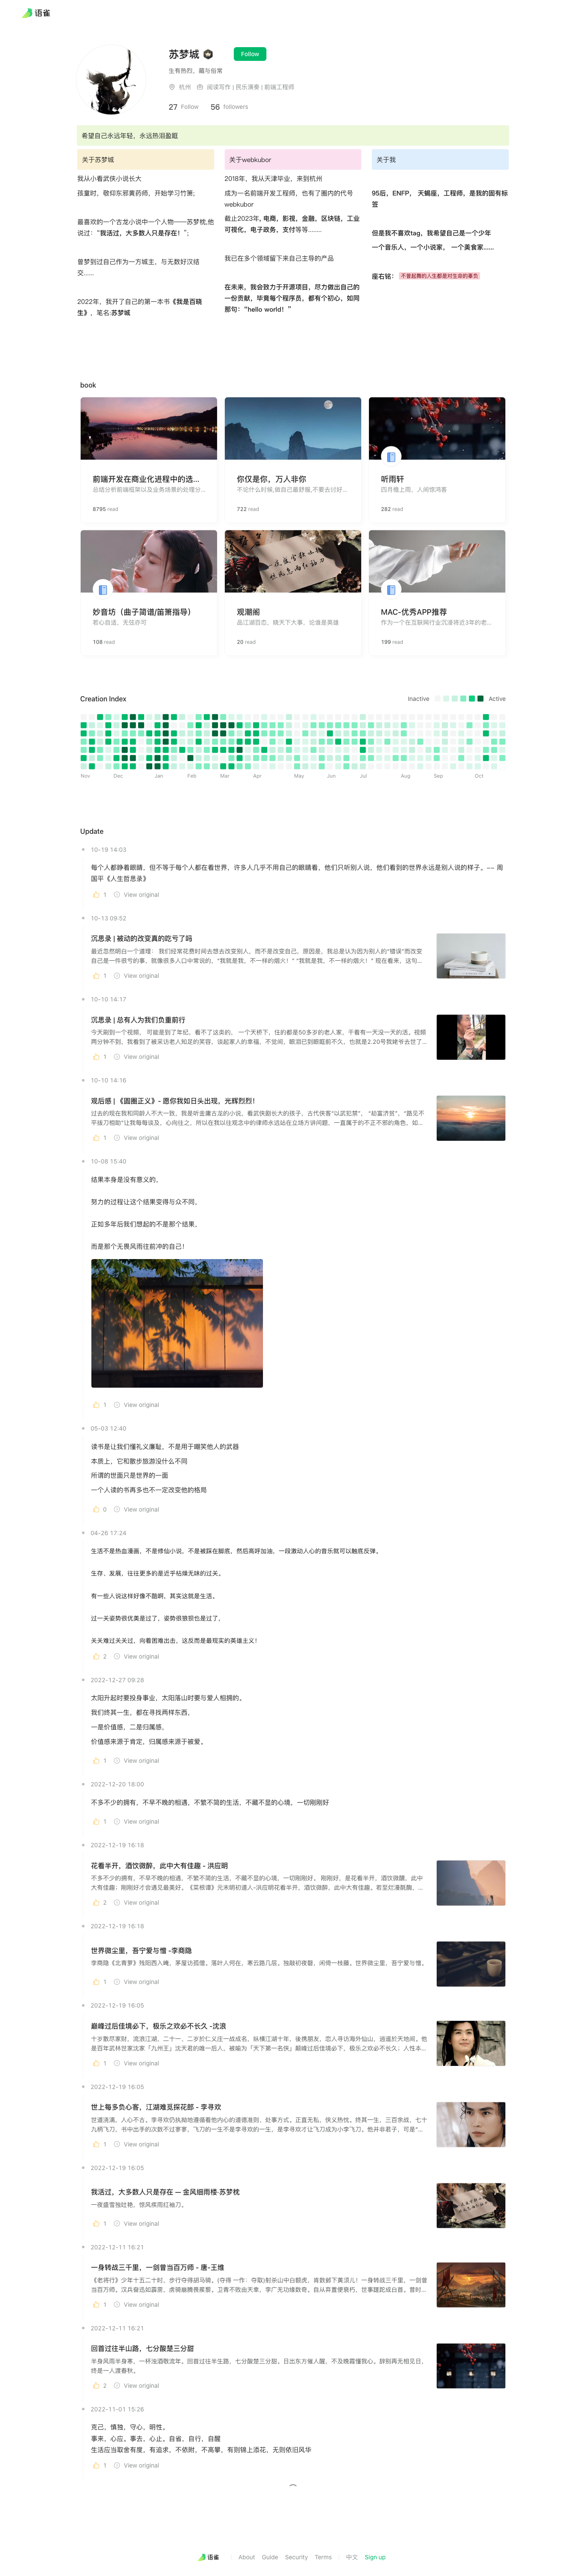 语雀
苏梦城
Follow
生有热烈，藏与俗常
杭州 阅读写作 | 民乐演奏 | 前端工程师
27 Follow 56 followers
希望自己永远年轻，永远热泪盈眶
关于苏梦城
我从小看武侠小说长大
孩童时，敬仰东邪黄药师，开始学习竹箫;
最喜欢的一个古龙小说中一个人物——苏梦枕,他
说过：“我活过，大多数人只是存在！”;
曾梦到过自己作为一方城主，与无数好汉结
交......
2022年，我开了自己的第一本书《我是百晓
生》，笔名:苏梦城
关于webkubor
2018年，我从天津毕业，来到杭州
成为一名前端开发工程师，也有了圈内的代号
webkubor
截止2023年, 电商，影视，金融，区块链，工业
可视化，电子政务，支付等等........
我已在多个领域留下来自己主导的产品
在未来，我会致力于开源项目，尽力做出自己的
一份贡献，毕竟每个程序员，都有个初心、如同
那句：“hello world！”
关于我
95后，ENFP， 天蝎座，工程师，是我的固有标
签
但是我不喜欢tag，我希望自己是一个少年
一个音乐人，一个小说家， 一个美食家......
座右铭： 不曾起舞的人生都是对生命的辜负
book
前端开发在商业化进程中的选...
总结分析前端框架以及业务场景的处理分...
8795 read
你仅是你，万人非你
不论什么时候,做自己最舒服,不要去讨好...
722 read
听雨轩
四月楼上雨，人间惊鸿客
282 read
妙音坊（曲子简谱/笛箫指导）
君心自适，无弦亦可
108 read
观潮阁
品江湖百态，晓天下大事，论谁是英雄
20 read
MAC-优秀APP推荐
作为一个在互联网行业沉浸将近3年的老...
199 read
Creation Index
Inactive Active
Nov Dec Jan Feb Mar Apr May Jun Jul Aug Sep Oct
Update
10-19 14:03
每个人都睁着眼睛，但不等于每个人都在看世界，许多人几乎不用自己的眼睛看，他们只听别人说，他们看到的世界永远是别人说的样子。—— 周
国平《人生哲思录》
1 View original
10-13 09:52
沉思录 | 被动的改变真的吃亏了吗
最近忽然明白一个道理： 我们经常花费时间去想去改变别人，而不是改变自己，原因是，我总是认为因为别人的“错误”而改变
自己是一件很亏的事，就像很多人口中常说的，“我就是我，不一样的烟火！” “我就是我，不一样的烟火！” 现在看来，这句...
1 View original
10-10 14:17
沉思录 | 总有人为我们负重前行
今天刷到一个视频， 可能是到了年纪，看不了这类的， 一个天桥下，住的都是50多岁的老人家，干着有一天没一天的活，视频
两分钟不到，我看到了被采访老人知足的笑容，谈起家人的幸福，不觉间，眼泪已到眼眶前不久，也就是2.20号我姥爷去世了...
1 View original
10-10 14:16
观后感 | 《圆圈正义》- 愿你我如日头出现，光辉烈烈！
过去的现在我和同龄人不大一致，我是听金庸古龙的小说，看武侠剧长大的孩子，古代侠客“以武犯禁”， “劫富济贫”，“路见不
平拔刀相助”让我每每谈及，心向往之，所以在我以往观念中的律师永远站在立场方讲问题，一直属于的不正不邪的角色，如...
1 View original
10-08 15:40
结果本身是没有意义的，
努力的过程让这个结果变得与众不同，
正如多年后我们想起的不是那个结果，
而是那个无畏风雨往前冲的自己！
1 View original
05-03 12:40
读书是让我们懂礼义廉耻，不是用于嘲笑他人的武器
本质上，它和散步旅游没什么不同
所谓的世面只是世界的一面
一个人读的书再多也不一定改变他的格局
0 View original
04-26 17:24
生活不是热血漫画，不是修仙小说，不是被踩在脚底，然后高呼加油，一段激动人心的音乐就可以触底反弹。
生存、发展，往往更多的是近乎枯燥无味的过关。
有一些人说这样好像不酷啊，其实这就是生活。
过一关姿势很优美是过了，姿势很狼狈也是过了，
关关难过关关过，向着困难出击，这反而是最现实的英雄主义！
2 View original
2022-12-27 09:28
太阳升起时要投身事业，太阳落山时要与爱人相拥的。
我们终其一生，都在寻找两样东西，
一是价值感，二是归属感，
价值感来源于肯定，归属感来源于被爱。
1 View original
2022-12-20 18:00
不多不少的拥有，不早不晚的相遇，不繁不简的生活，不藏不显的心境，一切刚刚好
1 View original
2022-12-19 16:18
花看半开，酒饮微醉，此中大有佳趣 - 洪应明
不多不少的拥有，不早不晚的相遇，不繁不简的生活，不藏不显的心境，一切刚刚好， 刚刚好，是花看半开，酒饮微醺，此中
大有佳趣；刚刚好才会遇见最美好。《菜根谭》元末明初道人-洪应明花看半开，酒饮微醉，此中大有佳趣。若至烂漫酕醄，...
2 View original
2022-12-19 16:18
世界微尘里，吾宁爱与憎 -李商隐
李商隐《北青萝》残阳西入崦，茅屋访孤僧。落叶人何在，寒云路几层。独敲初夜磬，闲倚一枝藤。世界微尘里，吾宁爱与憎。
1 View original
2022-12-19 16:05
巅峰过后佳境必下，极乐之欢必不长久 -沈浪
十岁散尽家财，流浪江湖，二十一、二岁於仁义庄一战成名，纵横江湖十年，後携朋友，恋人寻访海外仙山，逍遥於天地间。他
是百年武林世家沈家「九州王」沈天君的唯一后人，被喻为「天下第一名侠」巅峰过后佳境必下，极乐之欢必不长久；人性本...
1 View original
2022-12-19 16:05
世上每多负心客，江湖难觅探花郎 - 李寻欢
世道浇漓，人心不古。李寻欢仍执拗地遵循着他内心的道德准则、处事方式。正直无私，侠义热忱。终其一生，三百余战，七十
九柄飞刀，书中出手的次数不过寥寥。飞刀的一生不是李寻欢的一生，是李寻欢才让飞刀成为小李飞刀。他并非君子，可是“...
1 View original
2022-12-19 16:05
我活过，大多数人只是存在 — 金风细雨楼·苏梦枕
一夜盛雪独吐艳，惊风疾雨红袖刀。
1 View original
2022-12-11 16:21
一身转战三千里，一剑曾当百万师 - 唐-王维
《老将行》少年十五二十时，步行夺得胡马骑。(夺得 一作：夺取)射杀山中白额虎，肯数邺下黄须儿！一身转战三千里，一剑曾
当百万师。汉兵奋迅如霹雳，虏骑崩腾畏蒺藜。卫青不败由天幸，李广无功缘数奇。自从弃置便衰朽，世事蹉跎成白首。昔时...
1 View original
2022-12-11 16:21
回首过往半山路，七分酸楚三分甜
半身风雨半身寒，一杯浊酒敬流年。回首过往半生路，七分酸楚三分甜。日出东方催人醒，不及晚霞懂我心。辞别再无相见日，
终是一人渡春秋。
2 View original
2022-11-01 15:26
克己，慎独，守心，明性。
事来，心应。事去，心止。自省，自行，自醒
生活应当取舍有度，有追求，不依附、不高攀，有则锦上添花，无则依旧风华
1 View original
语雀 About Guide Security Terms 中文 Sign up